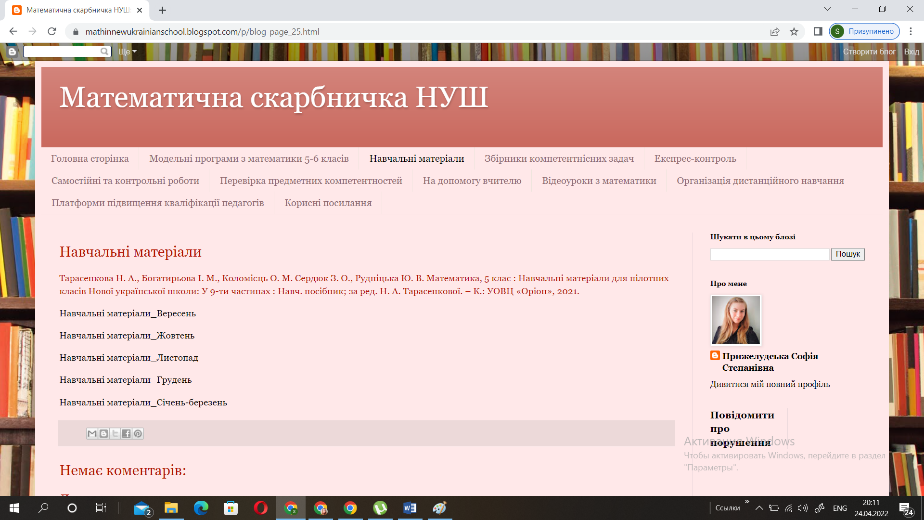 Математична скарбничка НУШ
mathinnewukrainianschool.blogspot.com/p/blog-page_25.html
Призупинено
Ще
Створити блог
Вхід
Математична скарбничка НУШ
Головна сторінка Модельні програми з математики 5-6 класів Навчальні матеріали Збірники компетентнісних задач Експрес-контроль
Самостійні та контрольні роботи Перевірка предметних компетентностей На допомогу вчителю Відеоуроки з математики Організація дистанційного навчання
Платформи підвищення кваліфікації педагогів Корисні посилання
Навчальні матеріали
Тарасенкова Н. А., Богатирьова І. М., Коломієць О. М. Сердюк З. О., Рудніцька Ю. В. Математика, 5 клас : Навчальні матеріали для пілотних
класів Нової української школи: У 9-ти частинах : Навч. посібник; за ред. Н. А. Тарасенкової. – К.: УОВЦ «Оріон», 2021.
Навчальні матеріали_Вересень
Навчальні матеріали_Жовтень
Навчальні матеріали_Листопад
Навчальні матеріали Грудень
Навчальні матеріали_Січень-березень
Немає коментарів:
Шукати в цьому блозі
Пошук
Про мене
Прижелудська Софія
Степанівна
Дивитися мій повний профіль
Повідомити
про
порушення
Активация Windows
Чтобы активировать Windows, перейдите в раздел
"Параметры".
Ссылки
ENG
20:11
24.04.2022
24
2